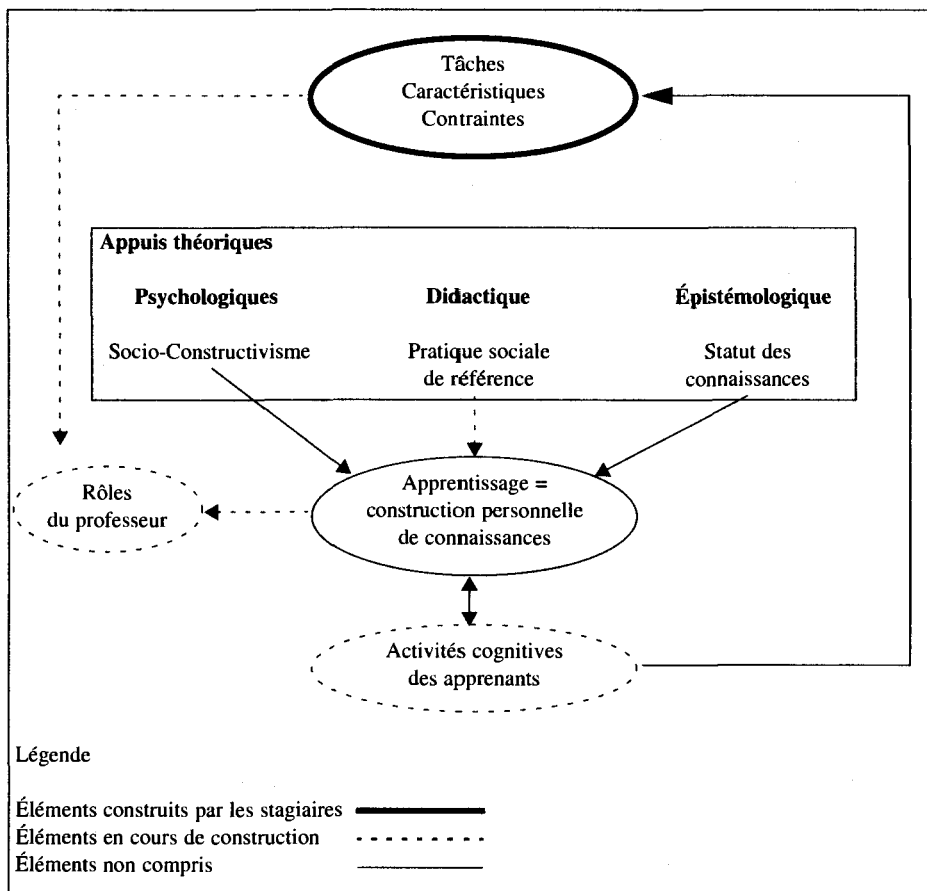 Tâches
Caractéristiques
Contraintes
Appuis théoriques
Psychologiques
Didactique
Épistémologique
Socio-Constructivisme
Pratique sociale
de référence
Statut des
connaissances
Rôles
du professeur
Apprentissage =
construction personnelle
de connaissances
Activités cognitives
des apprenants
Légende
Éléments construits par les stagiaires
Éléments en cours de construction
Éléments non compris